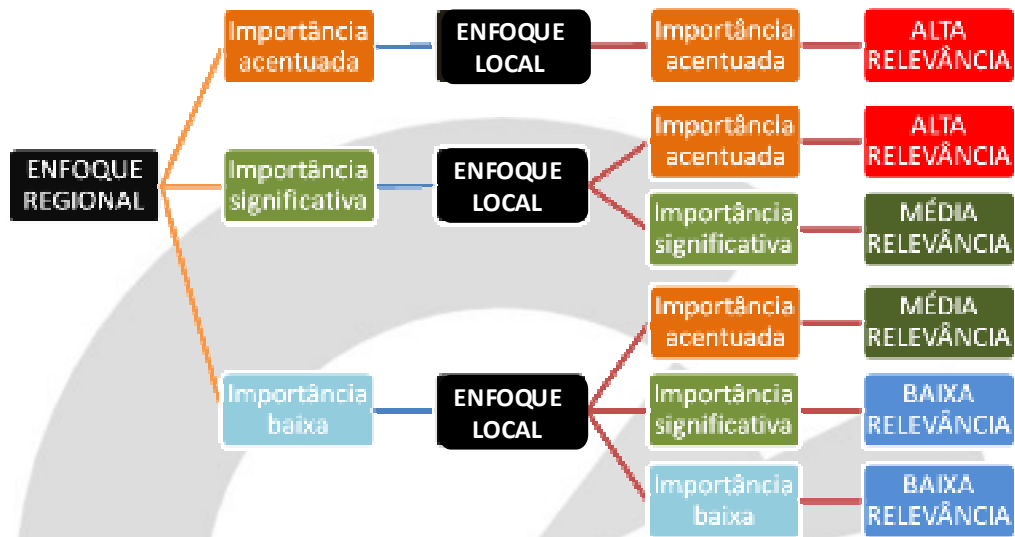 Importância
acentuada
ENFOQUE
LOCAL
Importância
acentuada
ALTA
RELEVÂNCIA
Importância
acentuada
ALTA
RELEVÂNCIA
ENFOQUE
REGIONAL
Importância
significativa
ENFOQUE
LOCAL
Importância
significativa
MÉDIA
RELEVÂNCIA
Importância
acentuada
MÉDIA
RELEVÂNCIA
Importância
baixa
ENFOQUE
LOCAL
Importância
significativa
BAIXA
RELEVÂNCIA
Importância
baixa
BAIXA
RELEVÂNCIA